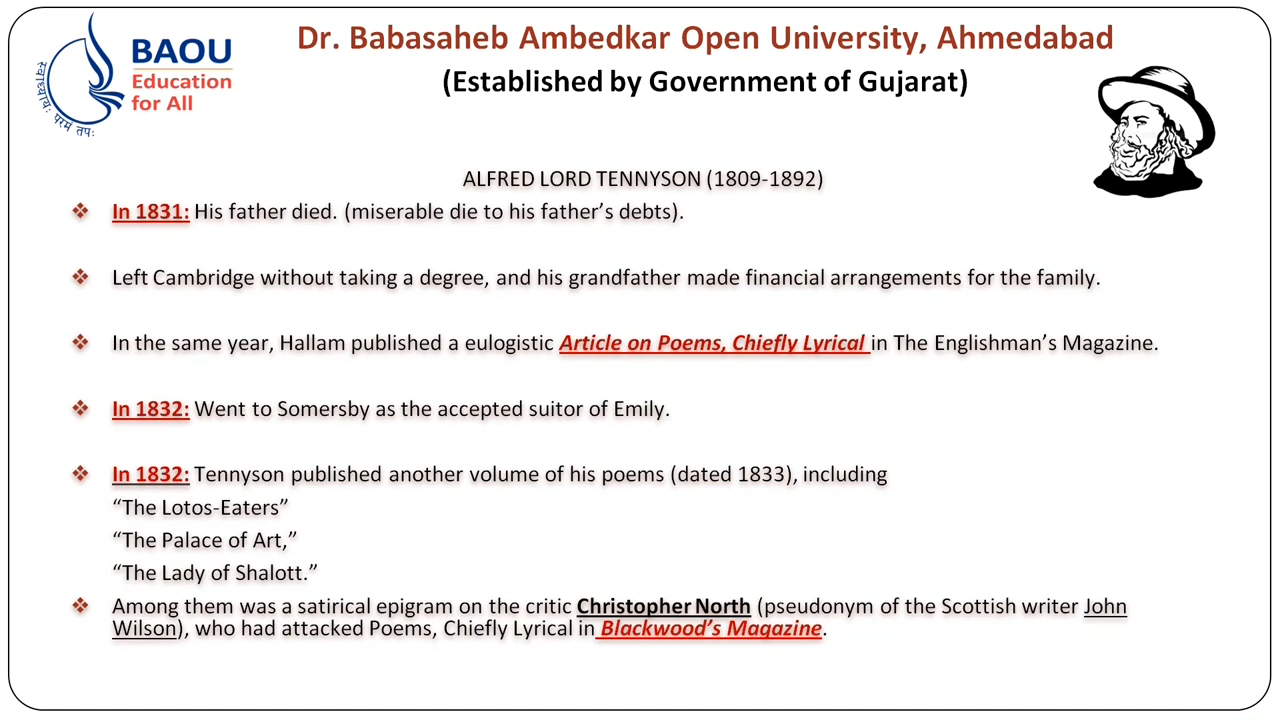 BAOU
Education
for All
स्वाध्यायः परमं तपः
Dr. Babasaheb Ambedkar Open University, Ahmedabad
(Established by Government of Gujarat)
ALFRED LORD TENNYSON (1809-1892)
❖ In 1831: His father died. (miserable die to his father’s debts).
❖ Left Cambridge without taking a degree, and his grandfather made financial arrangements for the family.
❖ In the same year, Hallam published a eulogistic Article on Poems, Chiefly Lyrical in The Englishman’s Magazine.
❖ In 1832: Went to Somersby as the accepted suitor of Emily.
❖ In 1832: Tennyson published another volume of his poems (dated 1833), including
“The Lotos-Eaters”
“The Palace of Art,”
“The Lady of Shalott.”
❖ Among them was a satirical epigram on the critic Christopher North (pseudonym of the Scottish writer John
Wilson), who had attacked Poems, Chiefly Lyrical in Blackwood’s Magazine.